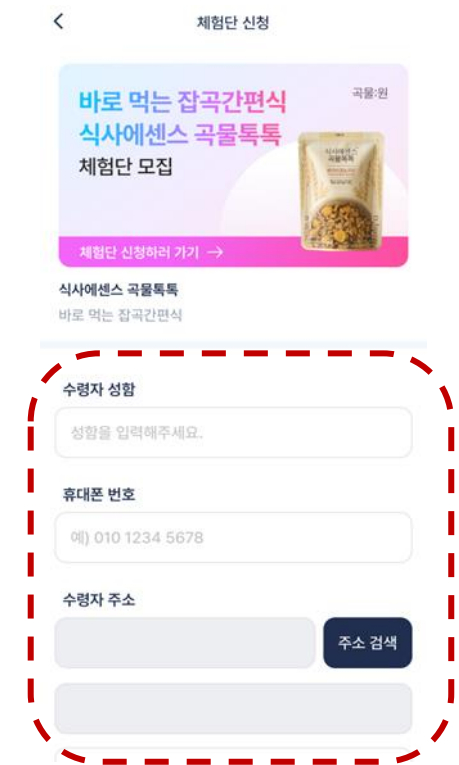 체험단 신청
바로 먹는 잡곡간편식
곡물:원
식사에센스 곡물톡톡
체험단 모집
식사에센스
곡물톡톡
체험단 신청하러 가기 →
식사에센스 곡물톡톡
바로 먹는 잡곡간편식
수령자 성함
성함을 입력해주세요.
휴대폰 번호
예) 010 1234 5678
수령자 주소
주소 검색